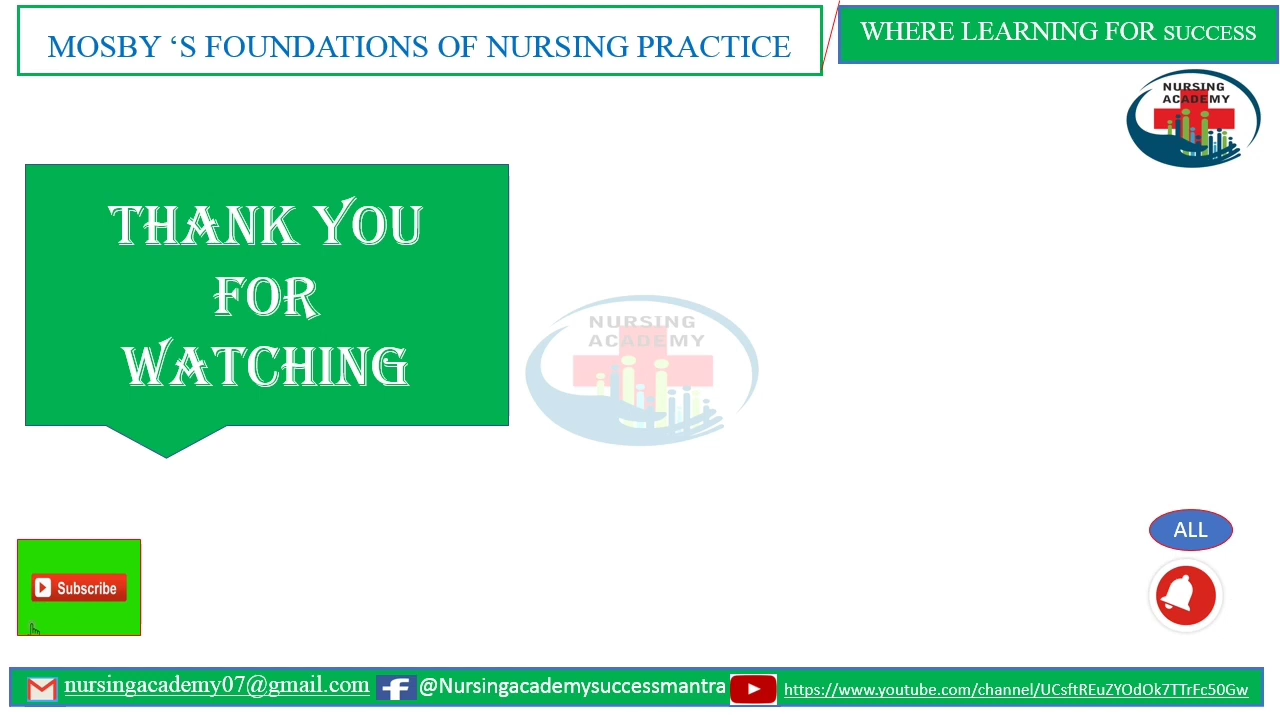 MOSBY ‘S FOUNDATIONS OF NURSING PRACTICE
WHERE LEARNING FOR SUCCESS
NURSING
ACADEMY
THANK YOU
FOR
WATCHING
NURSING
ACADEMY
ALL
Subscribe
nursingacademy07@gmail.com
@Nursingacademysuccessmantra
https://www.youtube.com/channel/UCsftREuZYOdOk7TTrFc50Gw